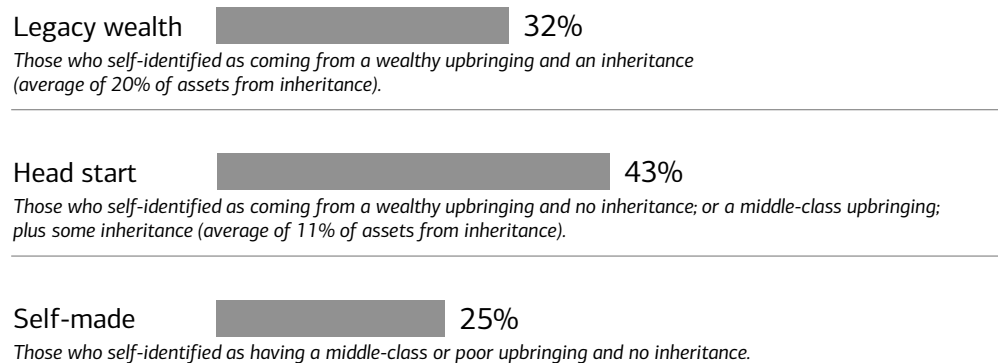 Legacy wealth 32%
Those who self-identified as coming from a wealthy upbringing and an inheritance
(average of 20% of assets from inheritance).
Head start 43%
Those who self-identified as coming from a wealthy upbringing and no inheritance; or a middle-class upbringing;
plus some inheritance (average of 11% of assets from inheritance).
Self-made 25%
Those who self-identified as having a middle-class or poor upbringing and no inheritance.